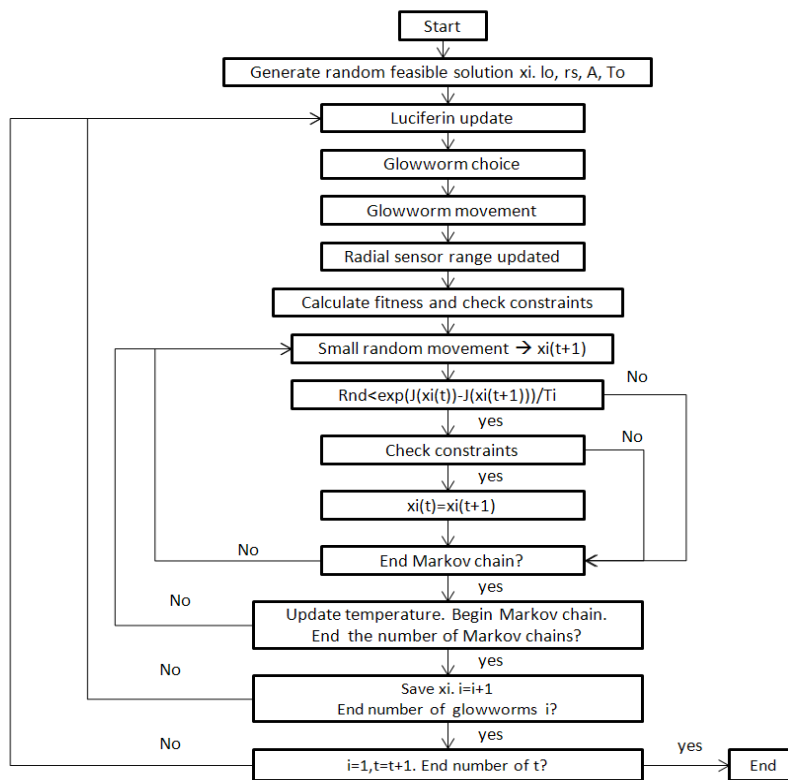 Start
Generate random feasible solution xi. lo, rs, A, To
Luciferin update
Glowworm choice
Glowworm movement
Radial sensor range updated
Calculate fitness and check constraints
Small random movement → xi(t+1)
No
Rnd<exp(J(xi(t))-J(xi(t+1)))/Ti
yes
No
Check constraints
yes
xi(t)=xi(t+1)
No
End Markov chain?
yes
No
Update temperature. Begin Markov chain.
End the number of Markov chains?
yes
No
Save xi. i=i+1
End number of glowworms i?
yes
No
i=1,t=t+1. End number of t?
yes
End